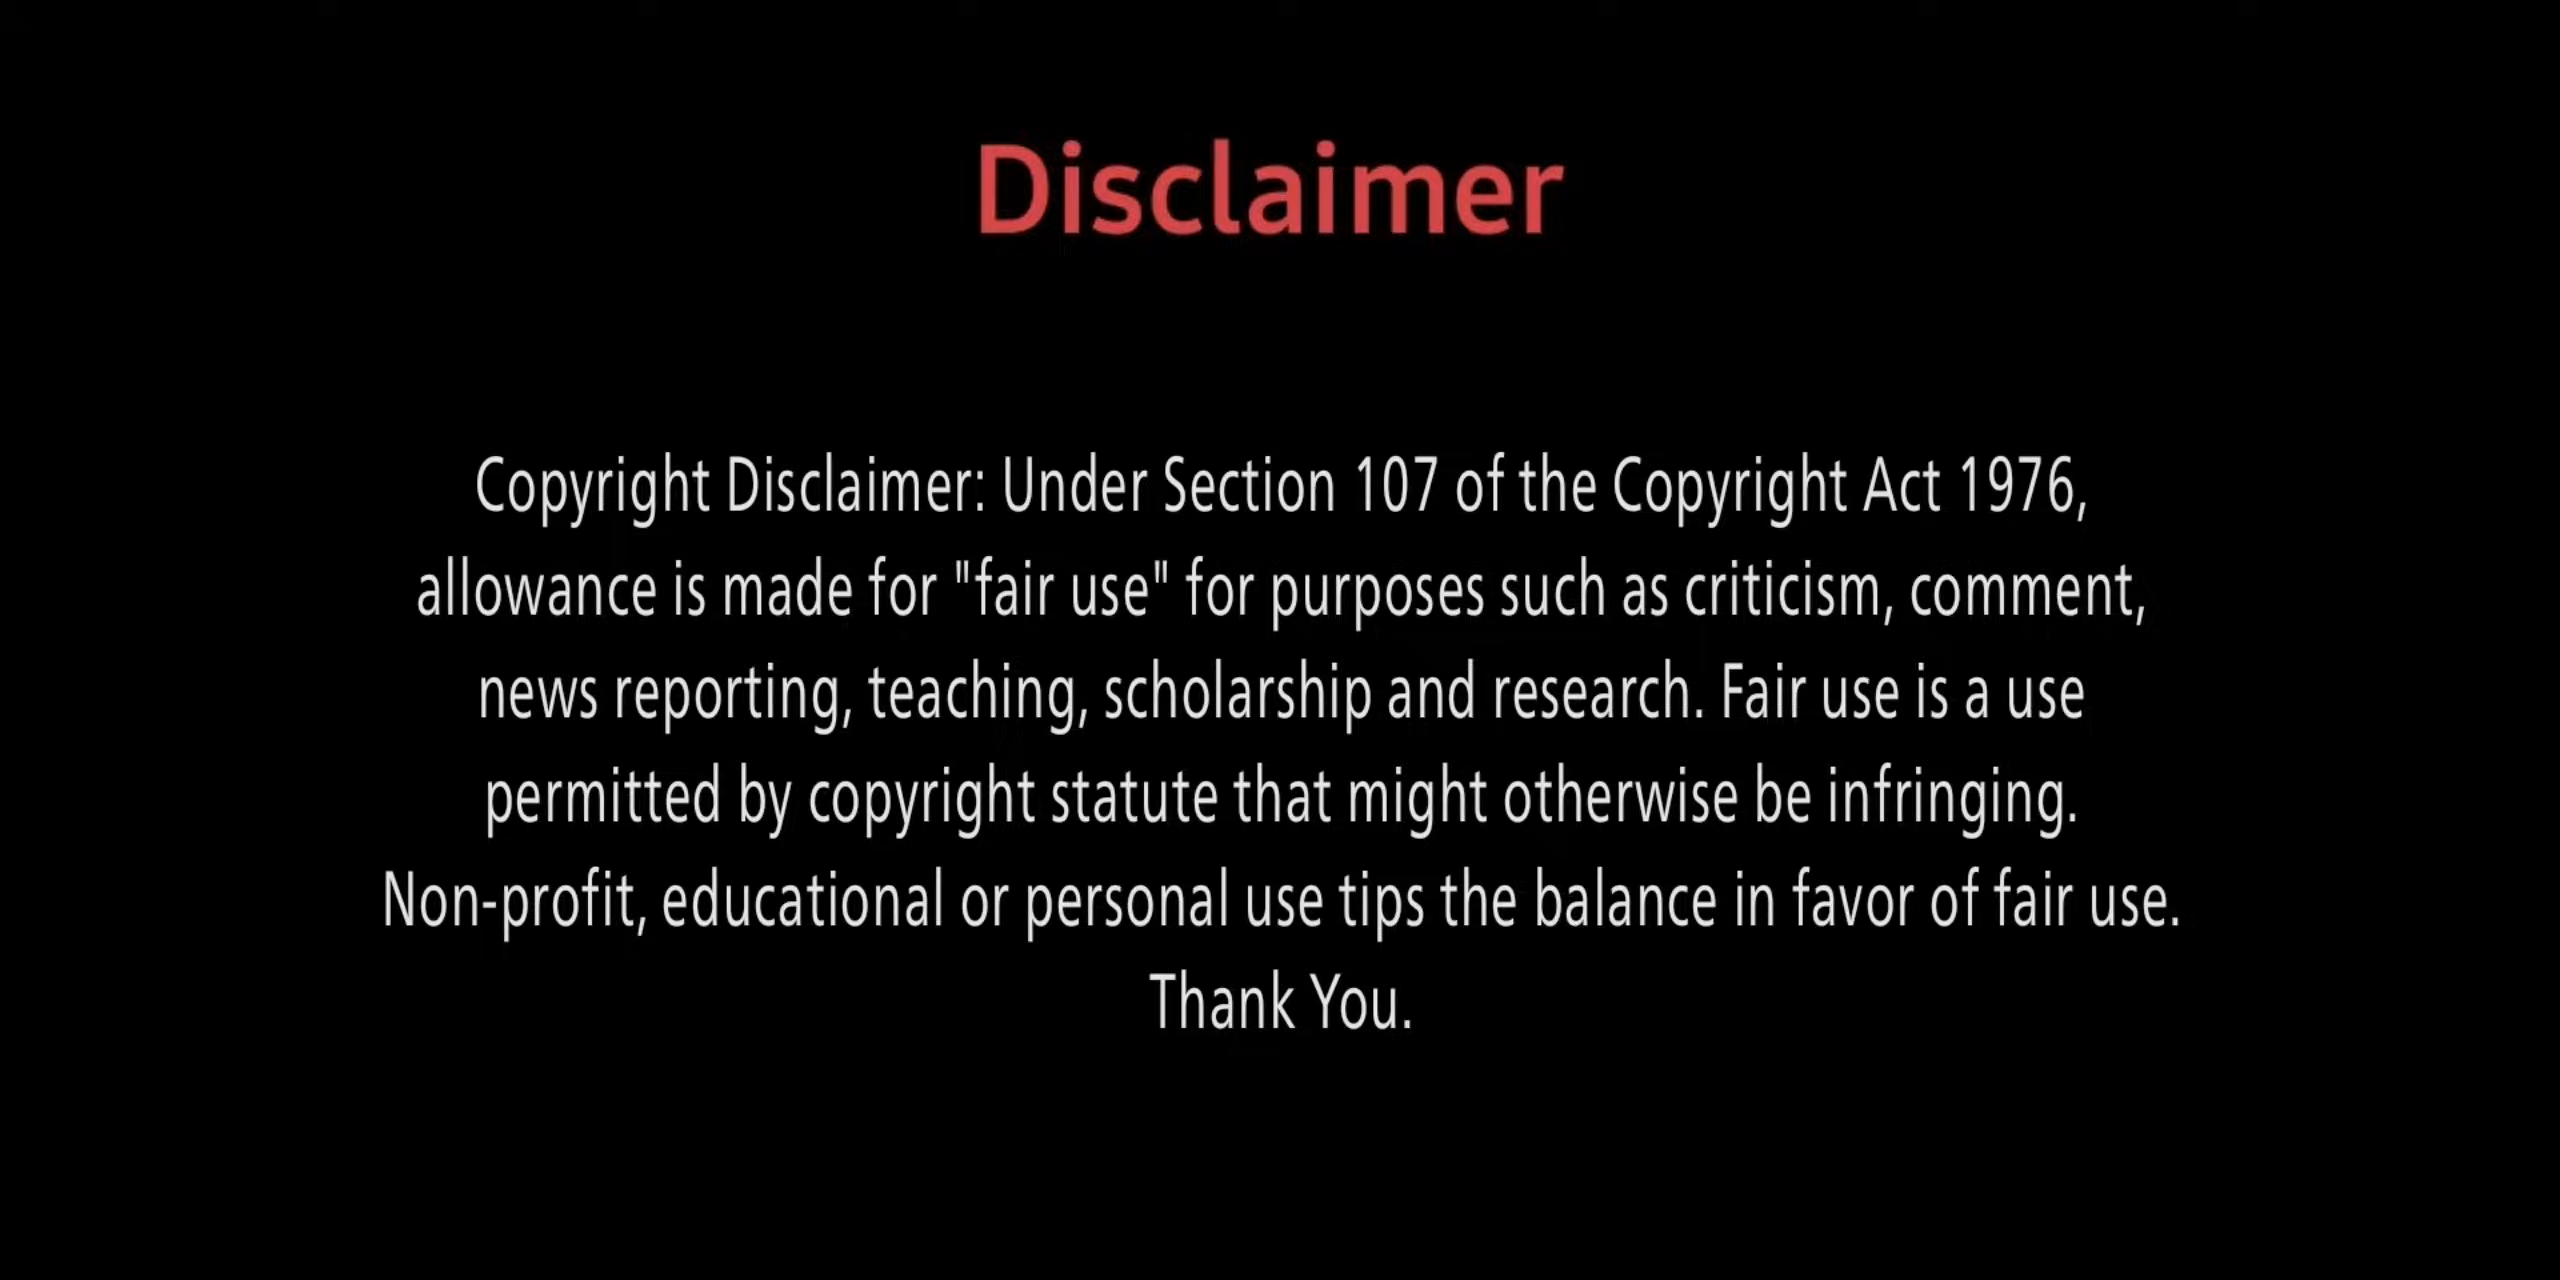 Disclaimer
Copyright Disclaimer: Under Section 107 of the Copyright Act 1976,
allowance is made for "fair use" for purposes such as criticism, comment,
news reporting, teaching, scholarship and research. Fair use is a use
permitted by copyright statute that might otherwise be infringing.
Non-profit, educational or personal use tips the balance in favor of fair use.
Thank You.